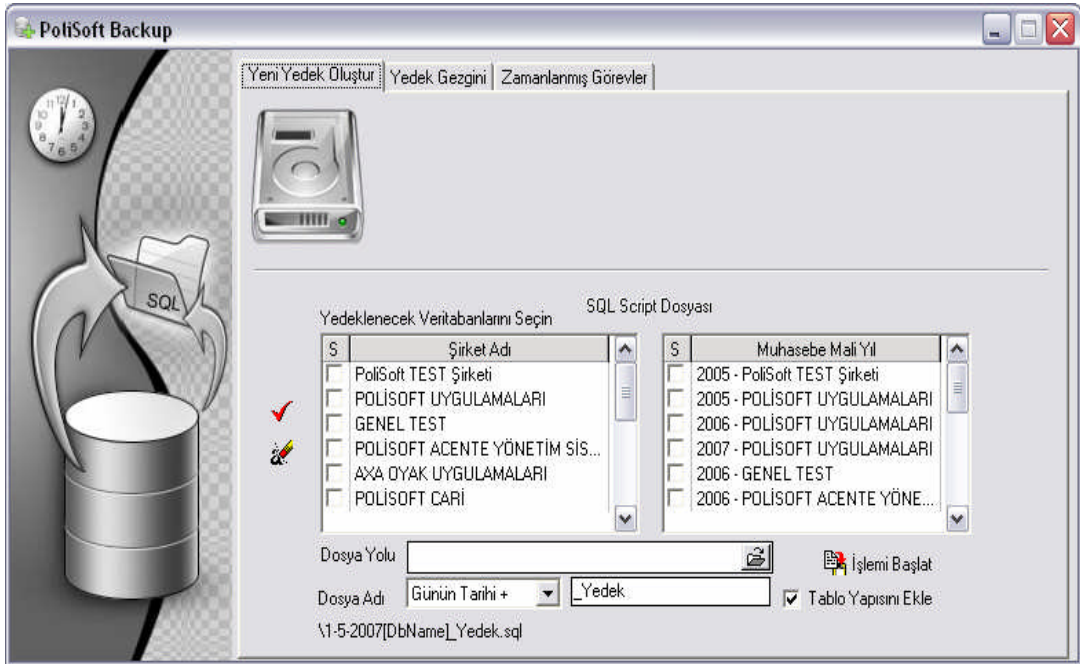 PoliSoft Backup
Yeni Yedek Oluştur Yedek Gezgini Zamanlanmış Görevler
SQL
SQL Script Dosyası
Yedeklenecek Veritabanlarını Seçin
S Şirket Adı
PoliSoft TEST Şirketi
POLİSOFT UYGULAMALARI
GENEL TEST
POLİSOFT ACENTE YÖNETİM SİS...
AXA OYAK UYGULAMALARI
POLİSOFT CARİ
S Muhasebe Mali Yıl
2005 - PoliSoft TEST Şirketi
2005 - POLİSOFT UYGULAMALARI
2006 - POLİSOFT UYGULAMALARI
2007 - POLİSOFT UYGULAMALARI
2006 - GENEL TEST
2006 - POLİSOFT ACENTE YÖNE...
Dosya Yolu
İşlemi Başlat
Dosya Adı Günün Tarihi + _Yedek Tablo Yapısını Ekle
\1-5-2007[DbName]_Yedek.sql